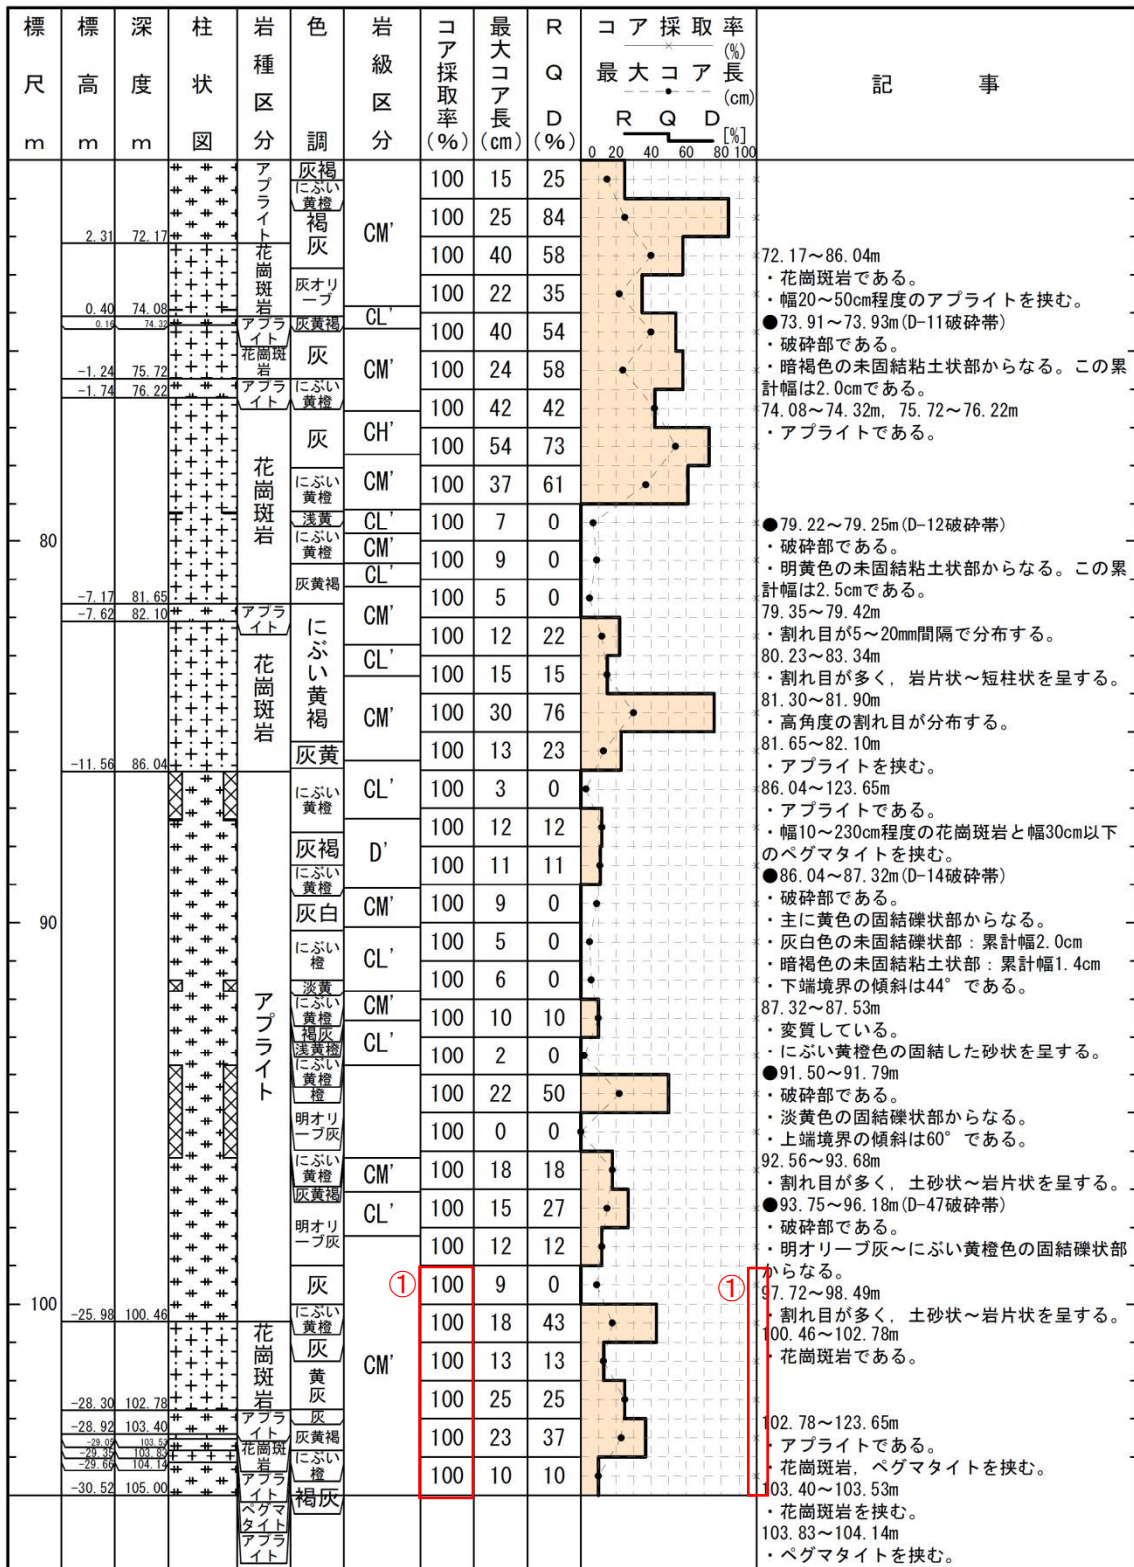 標尺m
標高m
深度m
柱状図
岩種区分
色調
岩級区分
コア採取率(%)
最大コア長(cm)
RQD(%)
コア採取率(%)
最大コア長(cm)
RQD[%]
0 20 40 60 80 100
記事
80
90
100
2.31 72.17
0.40 74.08
0.16 74.32
-1.24 75.72
-1.74 76.22
-7.17 81.65
-7.62 82.10
-11.56 86.04
-25.98 100.46
-28.30 102.78
-28.92 103.40
-29.05 103.53
-29.35 103.83
-29.66 104.14
-30.52 105.00
アプライト
花崗斑岩
アプライト
花崗斑岩
アプライト
花崗斑岩
アプライト
花崗斑岩
アプライト
花崗斑岩
アプライト
花崗斑岩
アプライト
ペグマタイト
アプライト
灰褐
にぶい黄橙
褐灰
灰オリーブ
灰黄褐
灰
にぶい黄橙
灰
にぶい黄橙
浅黄
にぶい黄橙
灰黄褐
にぶい黄褐
灰黄
にぶい黄橙
灰褐
にぶい黄橙
灰白
にぶい橙
淡黄
にぶい黄橙
褐灰
浅黄橙
にぶい黄橙
橙
明オリーブ灰
にぶい黄橙
灰黄褐
明オリーブ灰
灰
にぶい黄橙
灰
黄灰
灰
灰黄褐
にぶい橙
褐灰
CM'
CL'
CM'
CH'
CM'
CL'
CM'
CL'
CM'
CL'
CM'
CL'
D'
CM'
CL'
CM'
CL'
CM'
CL'
CM'
100 15 25
100 25 84
100 40 58
100 22 35
100 40 54
100 24 58
100 42 42
100 54 73
100 37 61
100 7 0
100 9 0
100 5 0
100 12 22
100 15 15
100 30 76
100 13 23
100 3 0
100 12 12
100 11 11
100 9 0
100 5 0
100 6 0
100 10 10
100 2 0
100 22 50
100 0 0
100 18 18
100 15 27
100 12 12
① 100 9 0 ①
100 18 43
100 13 13
100 25 25
100 23 37
100 10 10
72.17～86.04m
・花崗斑岩である。
・幅20～50cm程度のアプライトを挟む。
●73.91～73.93m(D-11破砕帯)
・破砕部である。
・暗褐色の未固結粘土状部からなる。この累
計幅は2.0cmである。
74.08～74.32m, 75.72～76.22m
・アプライトである。
●79.22～79.25m(D-12破砕帯)
・破砕部である。
・明黄色の未固結粘土状部からなる。この累
計幅は2.5cmである。
79.35～79.42m
・割れ目が5～20mm間隔で分布する。
80.23～83.34m
・割れ目が多く, 岩片状～短柱状を呈する。
81.30～81.90m
・高角度の割れ目が分布する。
81.65～82.10m
・アプライトを挟む。
86.04～123.65m
・アプライトである。
・幅10～230cm程度の花崗斑岩と幅30cm以下
のペグマタイトを挟む。
●86.04～87.32m(D-14破砕帯)
・破砕部である。
・主に黄色の固結礫状部からなる。
・灰白色の未固結礫状部：累計幅2.0cm
・暗褐色の未固結粘土状部：累計幅1.4cm
・下端境界の傾斜は44°である。
87.32～87.53m
・変質している。
・にぶい黄橙色の固結した砂状を呈する。
●91.50～91.79m
・破砕部である。
・淡黄色の固結礫状部からなる。
・上端境界の傾斜は60°である。
92.56～93.68m
・割れ目が多く, 土砂状～岩片状を呈する。
●93.75～96.18m(D-47破砕帯)
・破砕部である。
・明オリーブ灰～にぶい黄橙色の固結礫状部
からなる。
97.72～98.49m
・割れ目が多く, 土砂状～岩片状を呈する。
100.46～102.78m
・花崗斑岩である。
102.78～123.65m
・アプライトである。
・花崗斑岩, ペグマタイトを挟む。
103.40～103.53m
・花崗斑岩を挟む。
103.83～104.14m
・ペグマタイトを挟む。